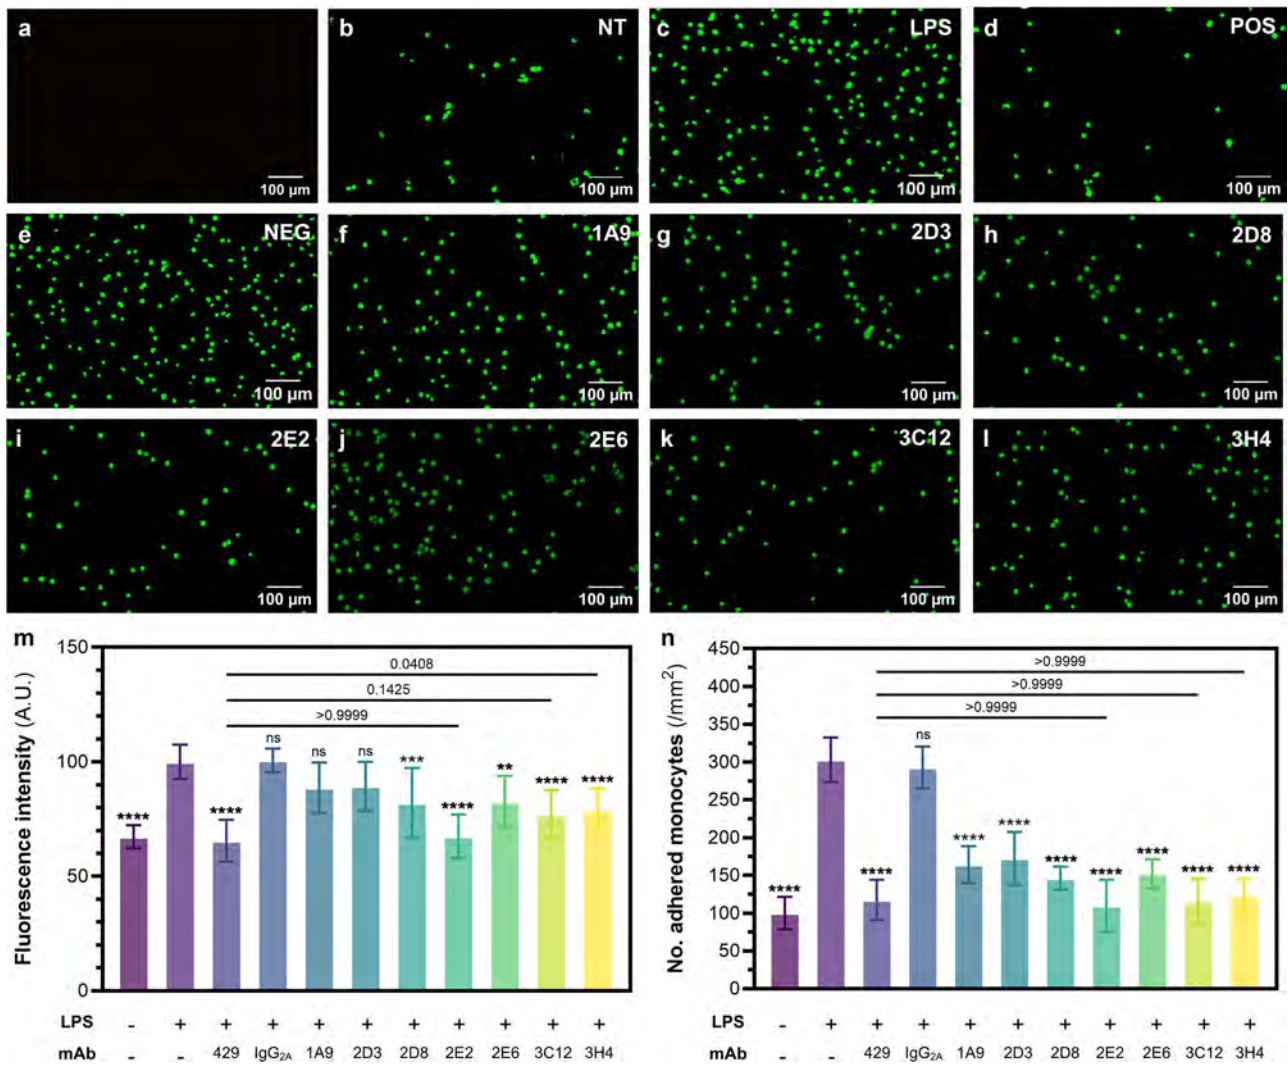 a
b NT
c LPS
d POS
100 µm
100 µm
100 µm
100 µm
e NEG
f 1A9
g 2D3
h 2D8
100 µm
100 µm
100 µm
100 µm
i 2E2
j 2E6
k 3C12
l 3H4
100 µm
100 µm
100 µm
100 µm
m
Fluorescence intensity (A.U.)
150
100
50
0
0.0408
0.1425
>0.9999
**** **** ns ns ns *** **** ** **** ****
LPS - + + + + + + + + + +
mAb - - 429 IgG2A 1A9 2D3 2D8 2E2 2E6 3C12 3H4
n
No. adhered monocytes (/mm²)
450
400
350
300
250
200
150
100
50
0
>0.9999
>0.9999
>0.9999
**** **** ns **** **** **** **** **** **** ****
LPS - + + + + + + + + + +
mAb - - 429 IgG2A 1A9 2D3 2D8 2E2 2E6 3C12 3H4